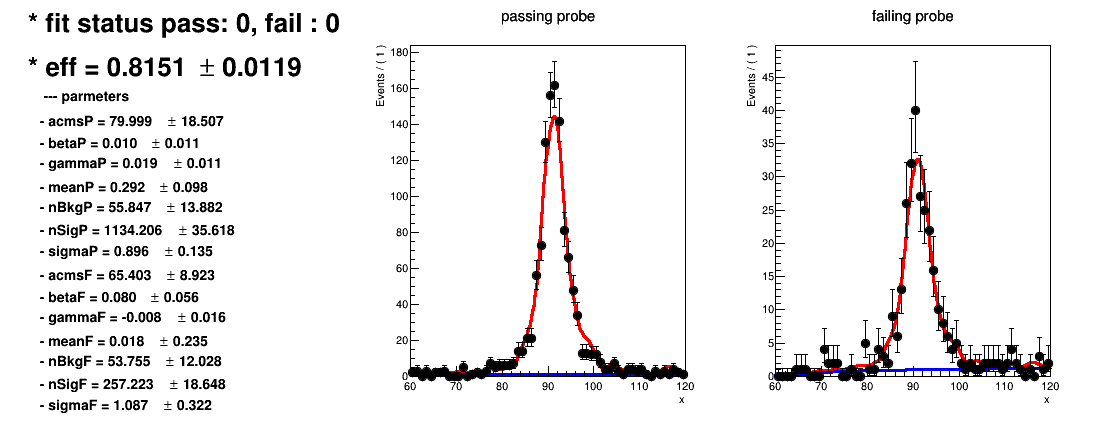 * fit status pass: 0, fail : 0
* eff = 0.8151 ± 0.0119
--- parmeters
- acmsP = 79.999 ± 18.507
- betaP = 0.010 ± 0.011
- gammaP = 0.019 ± 0.011
- meanP = 0.292 ± 0.098
- nBkgP = 55.847 ± 13.882
- nSigP = 1134.206 ± 35.618
- sigmaP = 0.896 ± 0.135
- acmsF = 65.403 ± 8.923
- betaF = 0.080 ± 0.056
- gammaF = -0.008 ± 0.016
- meanF = 0.018 ± 0.235
- nBkgF = 53.755 ± 12.028
- nSigF = 257.223 ± 18.648
- sigmaF = 1.087 ± 0.322
passing probe
Events / ( 1 )
180
160
140
120
100
80
60
40
20
0
60 70 80 90 100 110 120
x
failing probe
Events / ( 1 )
45
40
35
30
25
20
15
10
5
0
60 70 80 90 100 110 120
x